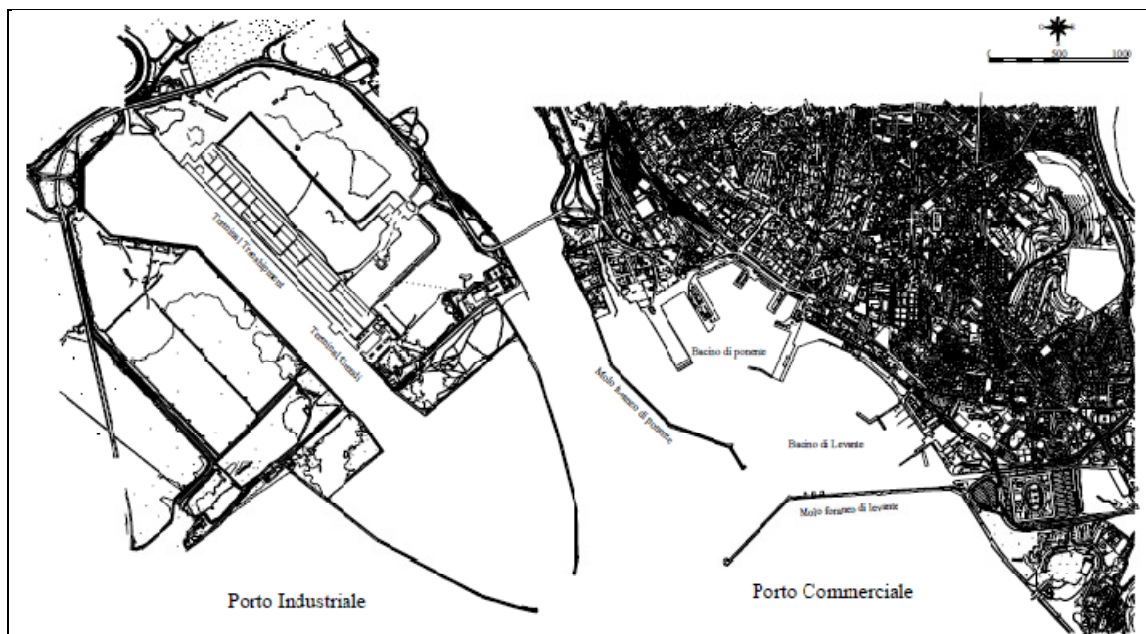 0 500 1000
Terminal Transhipment
Terminal
Bacino di ponente
Molo foraneo di ponente
Bacino di Levante
Molo foraneo di levante
Porto Industriale
Porto Commerciale